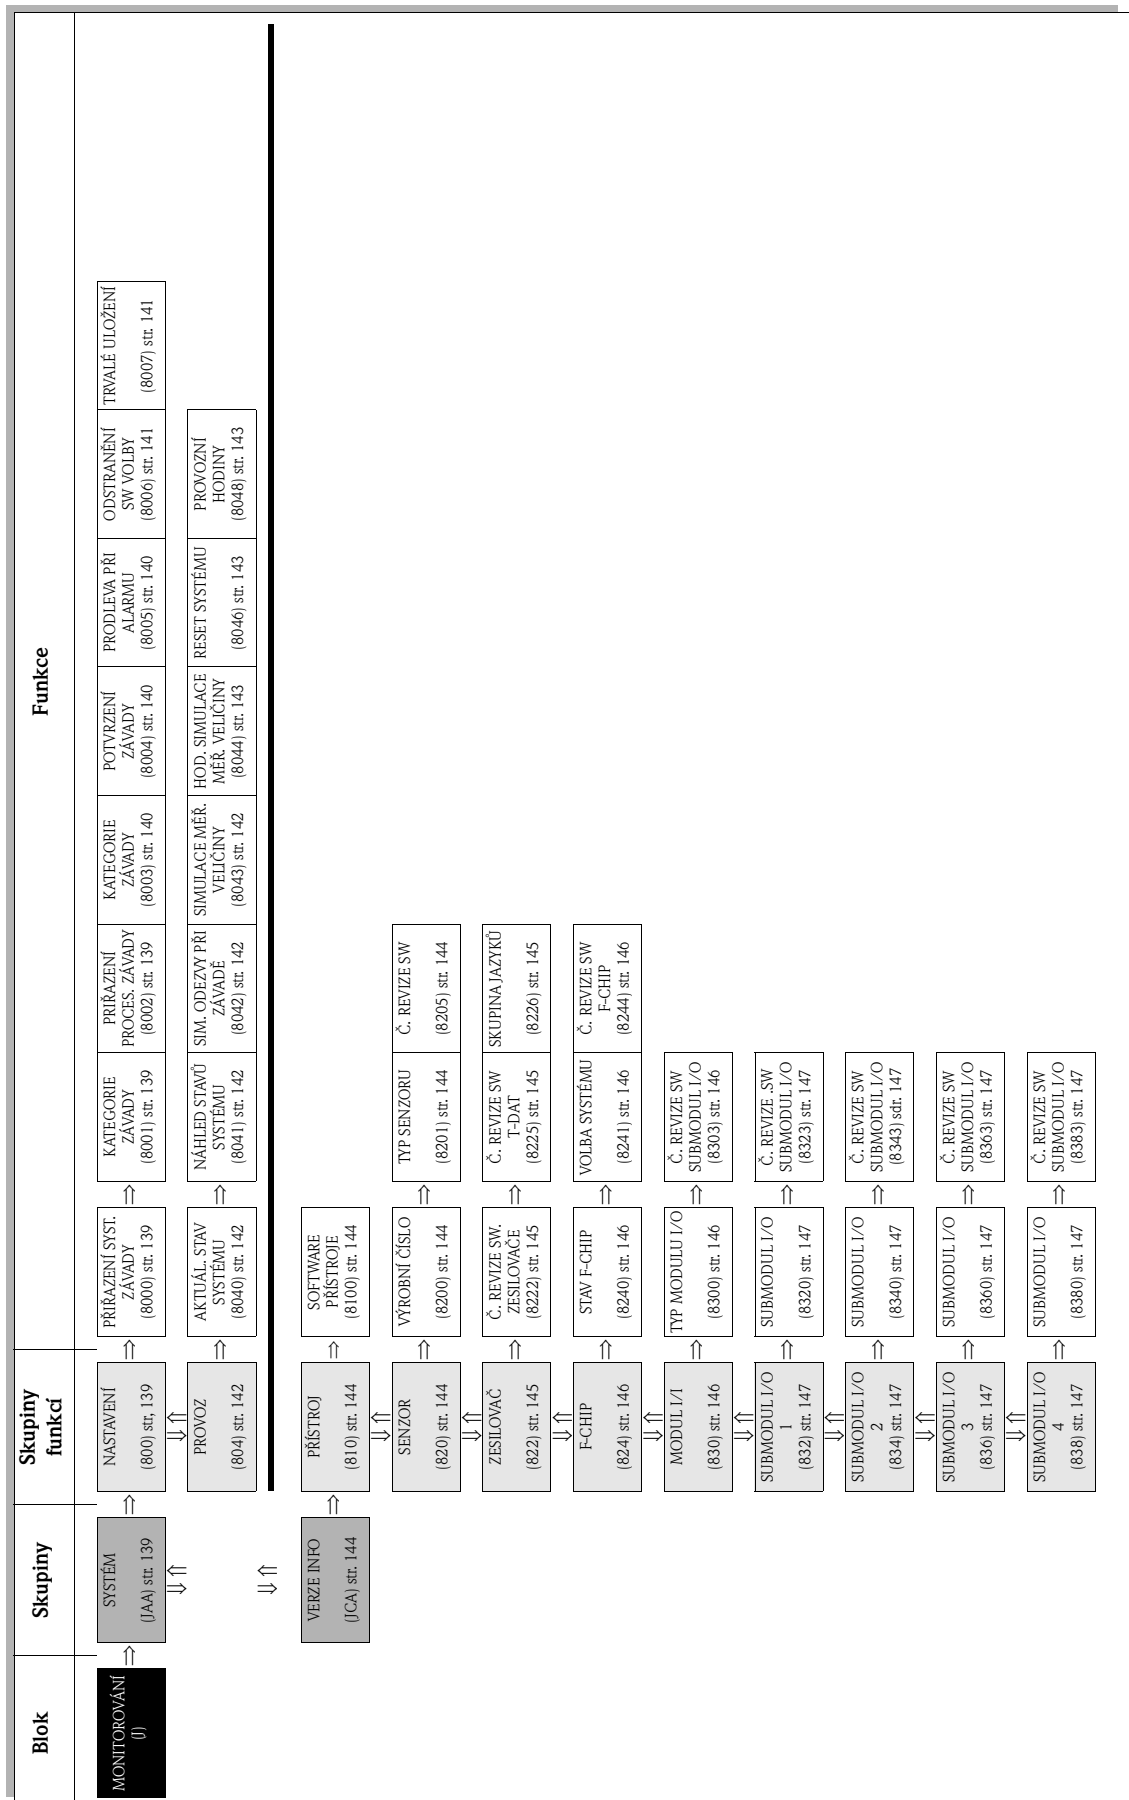 Blok
Skupiny
Skupiny
funkcí
Funkce
MONITOROVÁNÍ
(J)
⇒
SYSTÉM
(JAA) str. 139
⇒
NASTAVENÍ
(800) str, 139
⇒
PŘIŘAZENÍ SYST.
ZÁVADY
(8000) str. 139
⇒
KATEGORIE
ZÁVADY
(8001) str. 139
PRIŘAZENÍ
PROCES. ZÁVADY
(8002) str. 139
KATEGORIE
ZÁVADY
(8003) str. 140
POTVRZENÍ
ZÁVADY
(8004) str. 140
PRODLEVA PŘI
ALARMU
(8005) str. 140
ODSTRANĚNÍ
SW VOLBY
(8006) str. 141
TRVALÉ ULOŽENÍ
(8007) str. 141
⇓⇑
⇓⇑
PROVOZ
(804) str. 142
⇒
AKTUÁL. STAV
SYSTÉMU
(8040) str. 142
⇒
NÁHLED STAVŮ
SYSTÉMU
(8041) str. 142
SIM. ODEZVY PŘI
ZÁVADĚ
(8042) str. 142
SIMULACE MĚŘ.
VELIČINY
(8043) str. 142
HOD. SIMULACE
MĚŘ. VELIČINY
(8044) str. 143
RESET SYSTÉMU
(8046) str. 143
PROVOZNÍ
HODINY
(8048) str. 143
⇓⇑
VERZE INFO
(JCA) str. 144
⇒
PŘÍSTROJ
(810) str. 144
⇒
SOFTWARE
PŘÍSTROJE
(8100) str. 144
⇓⇑
SENZOR
(820) str. 144
⇒
VÝROBNÍ ČÍSLO
(8200) str. 144
⇒
TYP SENZORU
(8201) str. 144
Č. REVIZE SW
(8205) str. 144
⇓⇑
ZESILOVAČ
(822) str. 145
⇒
Č. REVIZE SW.
ZESILOVAČE
(8222) str. 145
⇒
Č. REVIZE SW
T-DAT
(8225) str. 145
SKUPINA JAZYKŮ
(8226) str. 145
⇓⇑
F-CHIP
(824) str. 146
⇒
STAV F-CHIP
(8240) str. 146
⇒
VOLBA SYSTÉMU
(8241) str. 146
Č. REVIZE SW
F-CHIP
(8244) str. 146
⇓⇑
MODUL I/I
(830) str. 146
⇒
TYP MODULU I/O
(8300) str. 146
⇒
Č. REVIZE SW
SUBMODUL I/O
(8303) str. 146
⇓⇑
SUBMODUL I/O
1
(832) str. 147
⇒
SUBMODUL I/O
(8320) str. 147
⇒
Č. REVIZE .SW
SUBMODUL I/O
(8323) str. 147
⇓⇑
SUBMODUL I/O
2
(834) str. 147
⇒
SUBMODUL I/O
(8340) str. 147
⇒
Č. REVIZE SW
SUBMODUL I/O
(8343) sdr. 147
⇓⇑
SUBMODUL I/O
3
(836) str. 147
⇒
SUBMODUL I/O
(8360) str. 147
⇒
Č. REVIZE SW
SUBMODUL I/O
(8363) str. 147
⇓⇑
SUBMODUL I/O
4
(838) str. 147
⇒
SUBMODUL I/O
(8380) str. 147
⇒
Č. REVIZE SW
SUBMODUL I/O
(8383) str. 147